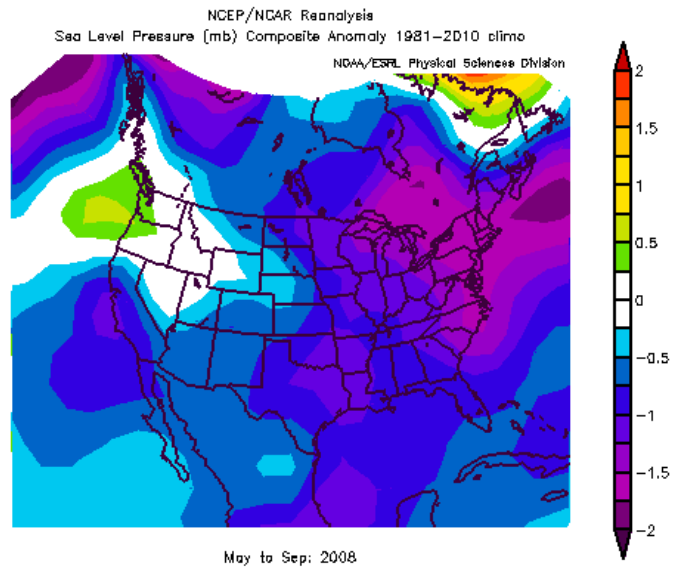 NCEP/NCAR Reanalysis
Sea Level Pressure (mb) Composite Anomaly 1981-2010 climo
NOAA/ESRL Physical Sciences Division
2
1.5
1
0.5
0
-0.5
-1
-1.5
-2
May to Sep: 2008